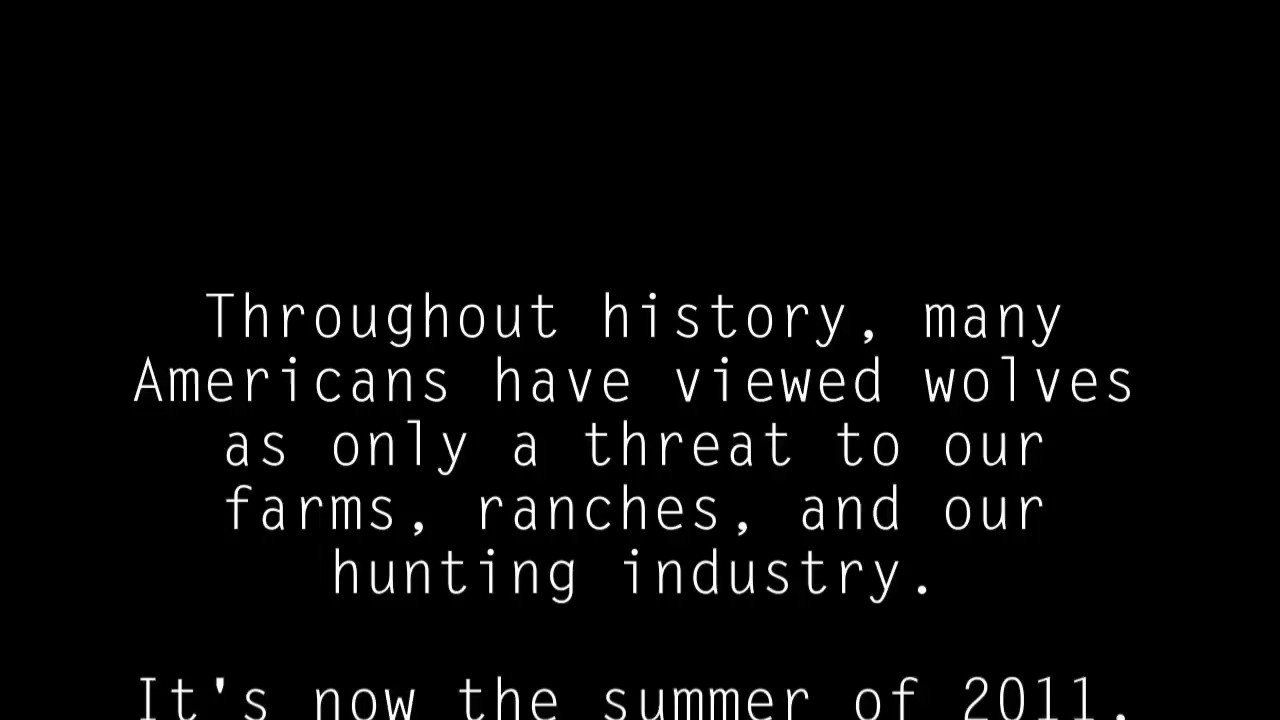 Throughout history, many
Americans have viewed wolves
as only a threat to our
farms, ranches, and our
hunting industry.
It's now the summer of 2011,